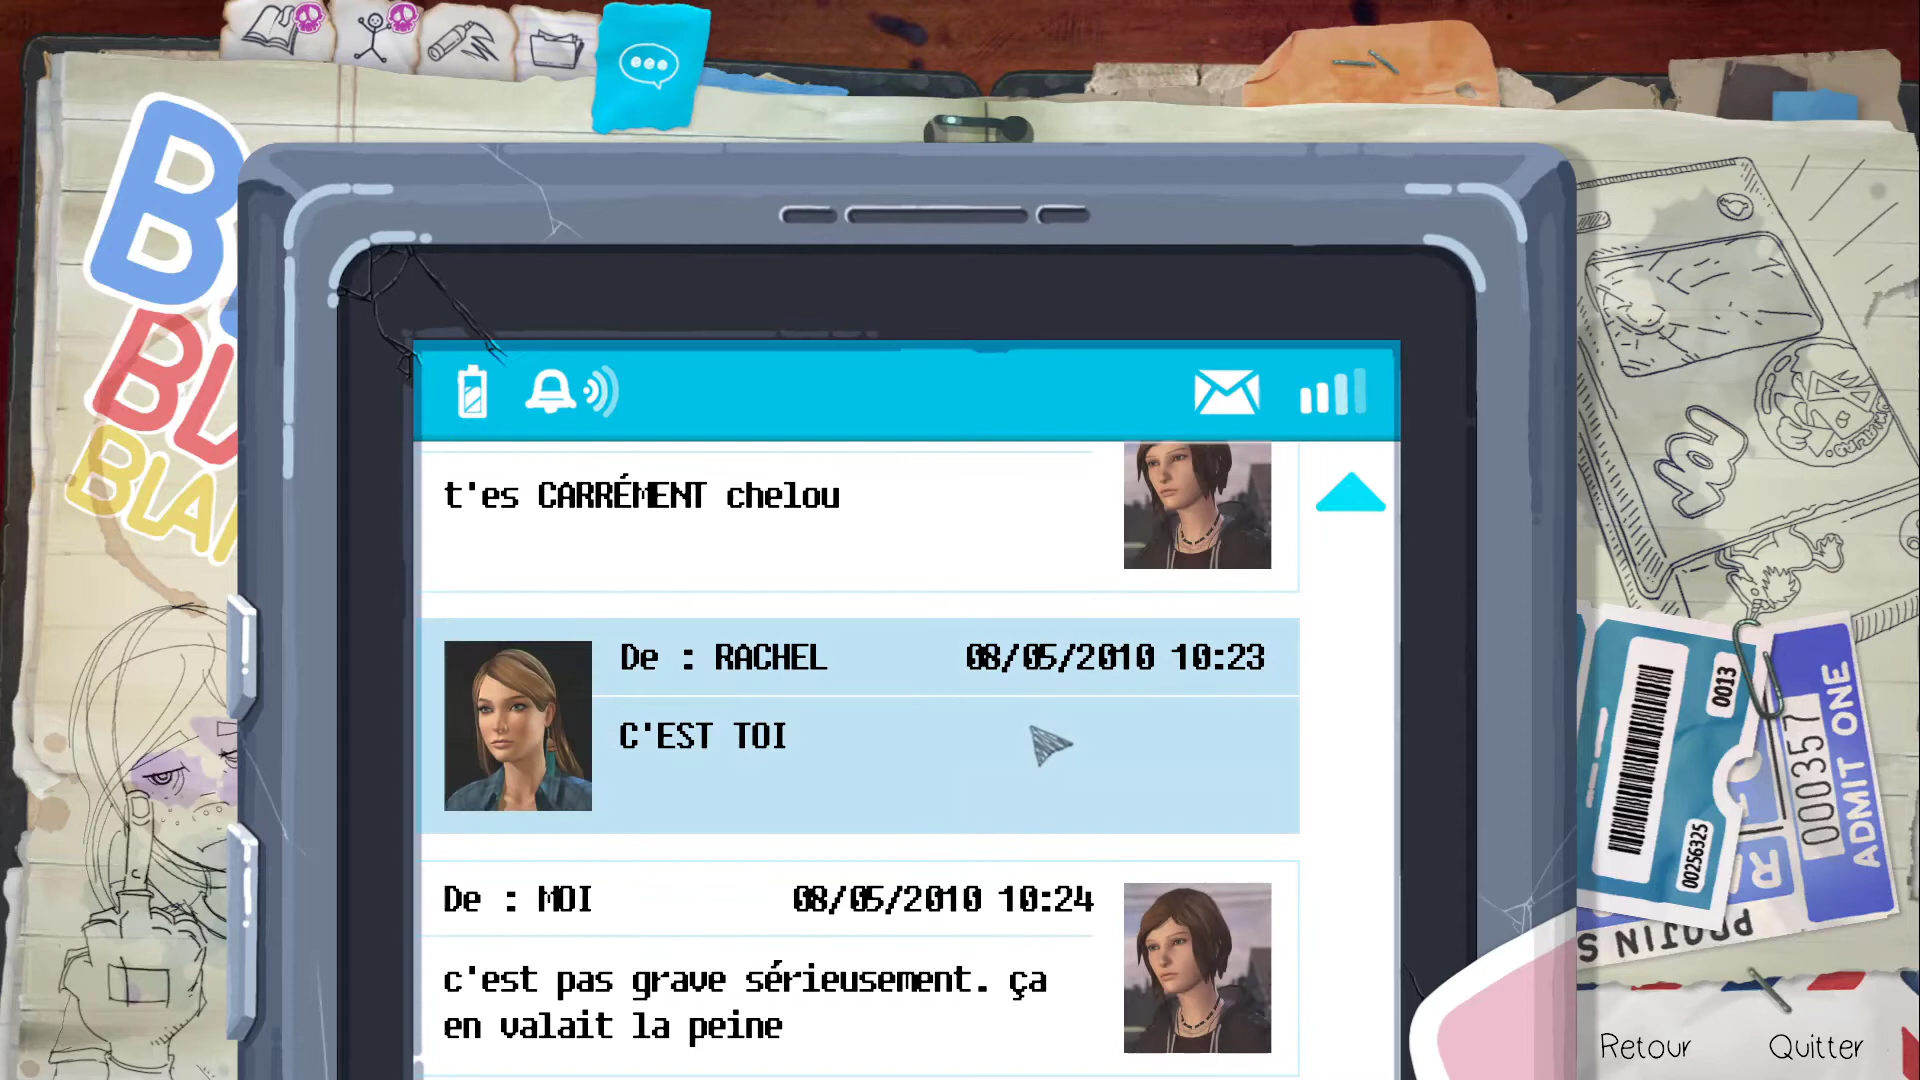 t'es CARRÉMENT chelou
De : RACHEL 08/05/2010 10:23
C'EST TOI
De : MOI 08/05/2010 10:24
c'est pas grave sérieusement. ça
en valait la peine
0013
00256325
000357
ADMIT ONE
Retour
Quitter